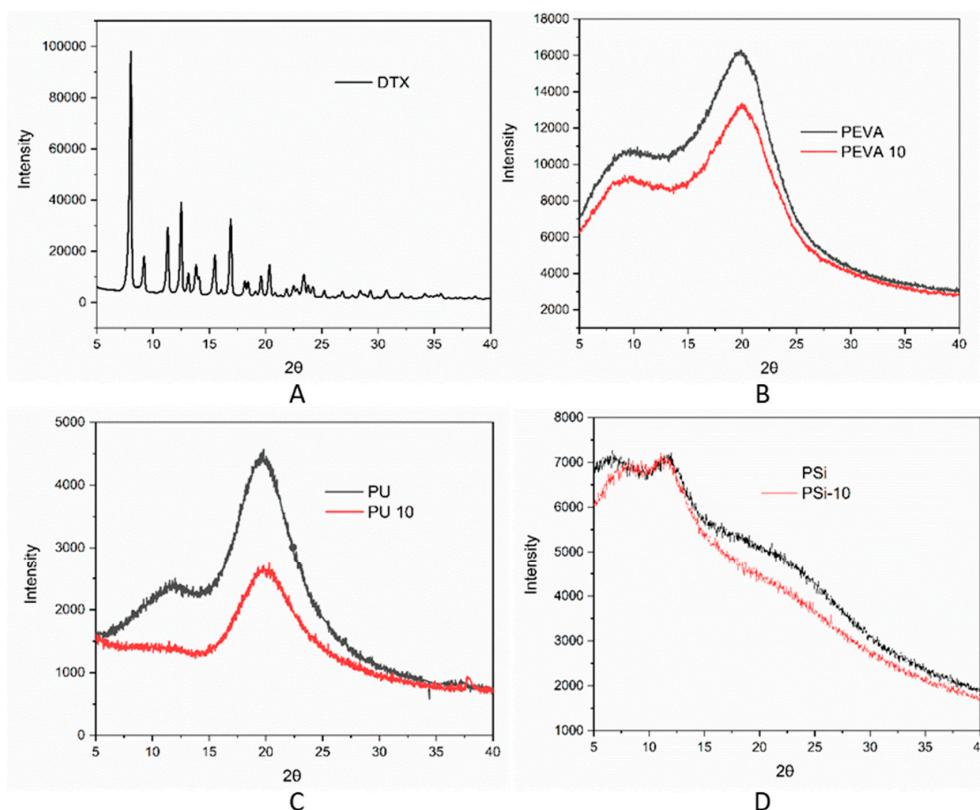 100000
80000
60000
40000
20000
0
Intensity
DTX
5 10 15 20 25 30 35 40
2θ
A
18000
16000
14000
12000
10000
8000
6000
4000
2000
Intensity
PEVA
PEVA 10
5 10 15 20 25 30 35 40
2θ
B
5000
4000
3000
2000
1000
0
Intensity
PU
PU 10
5 10 15 20 25 30 35 40
2θ
C
8000
7000
6000
5000
4000
3000
2000
1000
Intensity
PSi
PSi-10
5 10 15 20 25 30 35 40
2θ
D